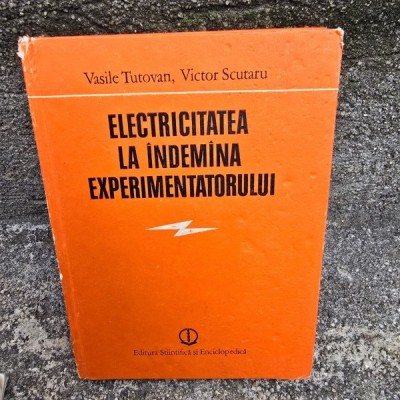 Vasile Tutovan, Victor Scutaru
ELECTRICITATEA
LA ÎNDEMÎNA
EXPERIMENTATORULUI
Editura Științifică și Enciclopedică